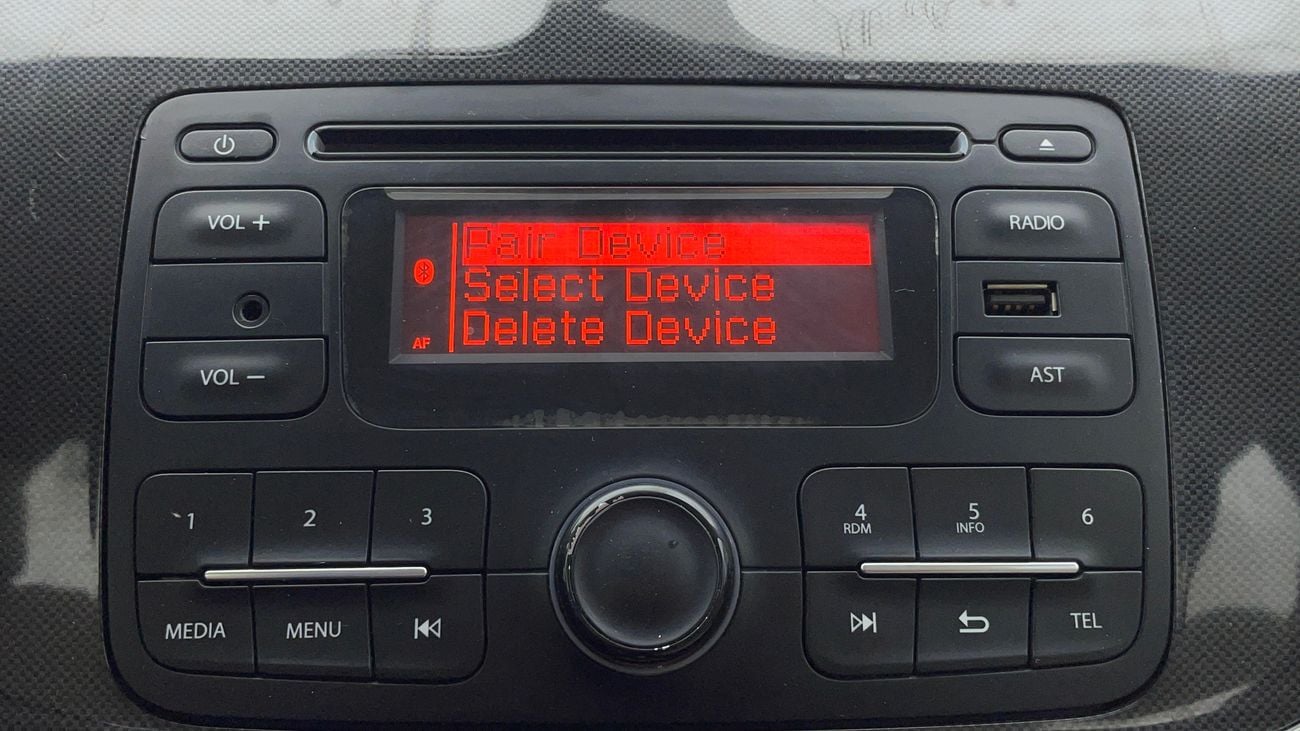 VOL +
RADIO
Pair Device
Select Device
Delete Device
AF
VOL −
AST
1
2
3
4
RDM
5
INFO
6
MEDIA
MENU
TEL